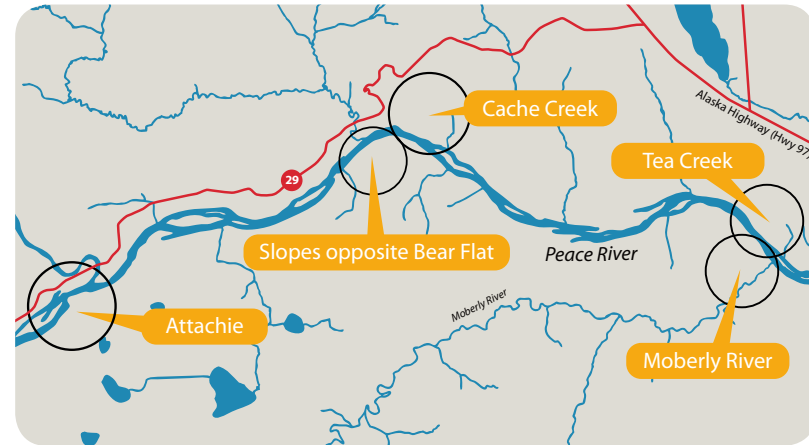 Cache Creek
Alaska Highway (Hwy 97)
Tea Creek
29
Slopes opposite Bear Flat
Peace River
Moberly River
Attachie
Moberly River